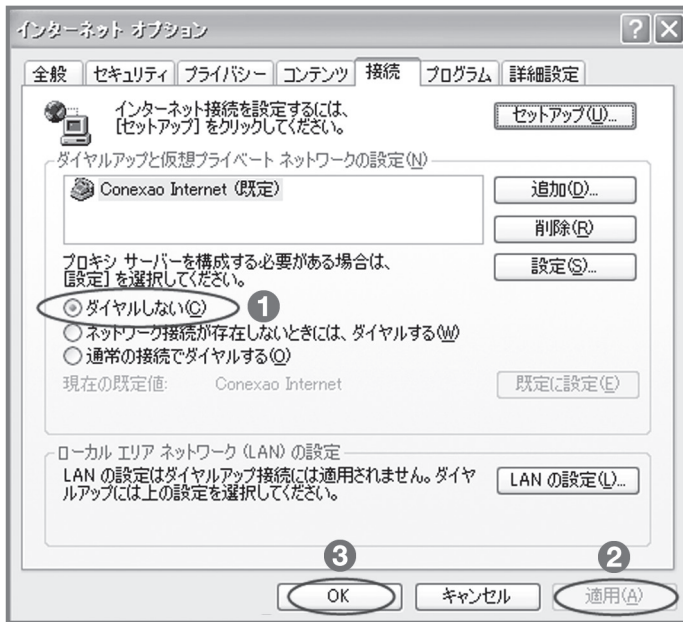 インターネット オプション
全般 セキュリティ プライバシー コンテンツ 接続 プログラム 詳細設定
インターネット接続を設定するには、
[セットアップ] をクリックしてください。
セットアップ(U)...
ダイヤルアップと仮想プライベート ネットワークの設定(N)
Conexao Internet (既定)
追加(D)...
削除(R)
プロキシ サーバーを構成する必要がある場合は、
[設定] を選択してください。
設定(S)...
ダイヤルしない(C) 1
ネットワーク接続が存在しないときには、ダイヤルする(W)
通常の接続でダイヤルする(O)
現在の既定値: Conexao Internet 既定に設定(E)
ローカル エリア ネットワーク (LAN) の設定
LAN の設定はダイヤルアップ接続には適用されません。ダイヤ
ルアップには上の設定を選択してください。
LAN の設定(L)...
3 2
OK キャンセル 適用(A)